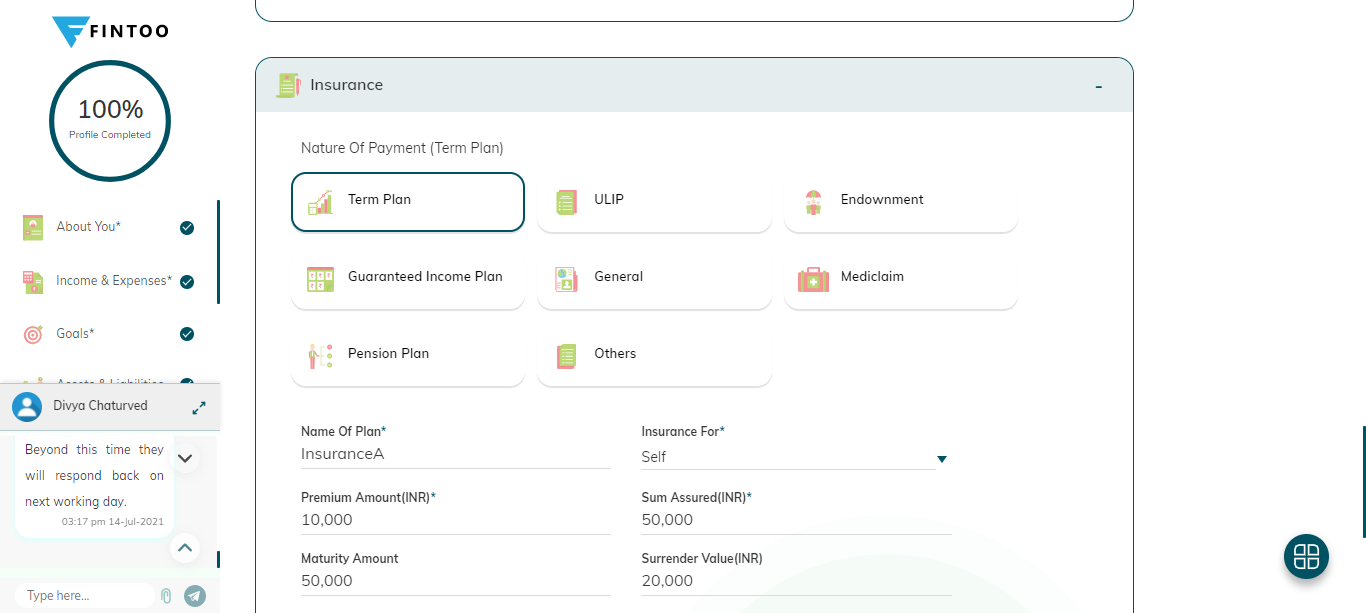 FINTOO
100%
Profile Completed
About You*
Income & Expenses*
Goals*
Assets & Liabilities
Divya Chaturved
Beyond this time they
will respond back on
next working day.
03:17 pm 14-Jul-2021
Type here...
Insurance
-
Nature Of Payment (Term Plan)
Term Plan
ULIP
Endownment
Guaranteed Income Plan
General
Mediclaim
Pension Plan
Others
Name Of Plan*
InsuranceA
Insurance For*
Self
Premium Amount(INR)*
10,000
Sum Assured(INR)*
50,000
Maturity Amount
50,000
Surrender Value(INR)
20,000